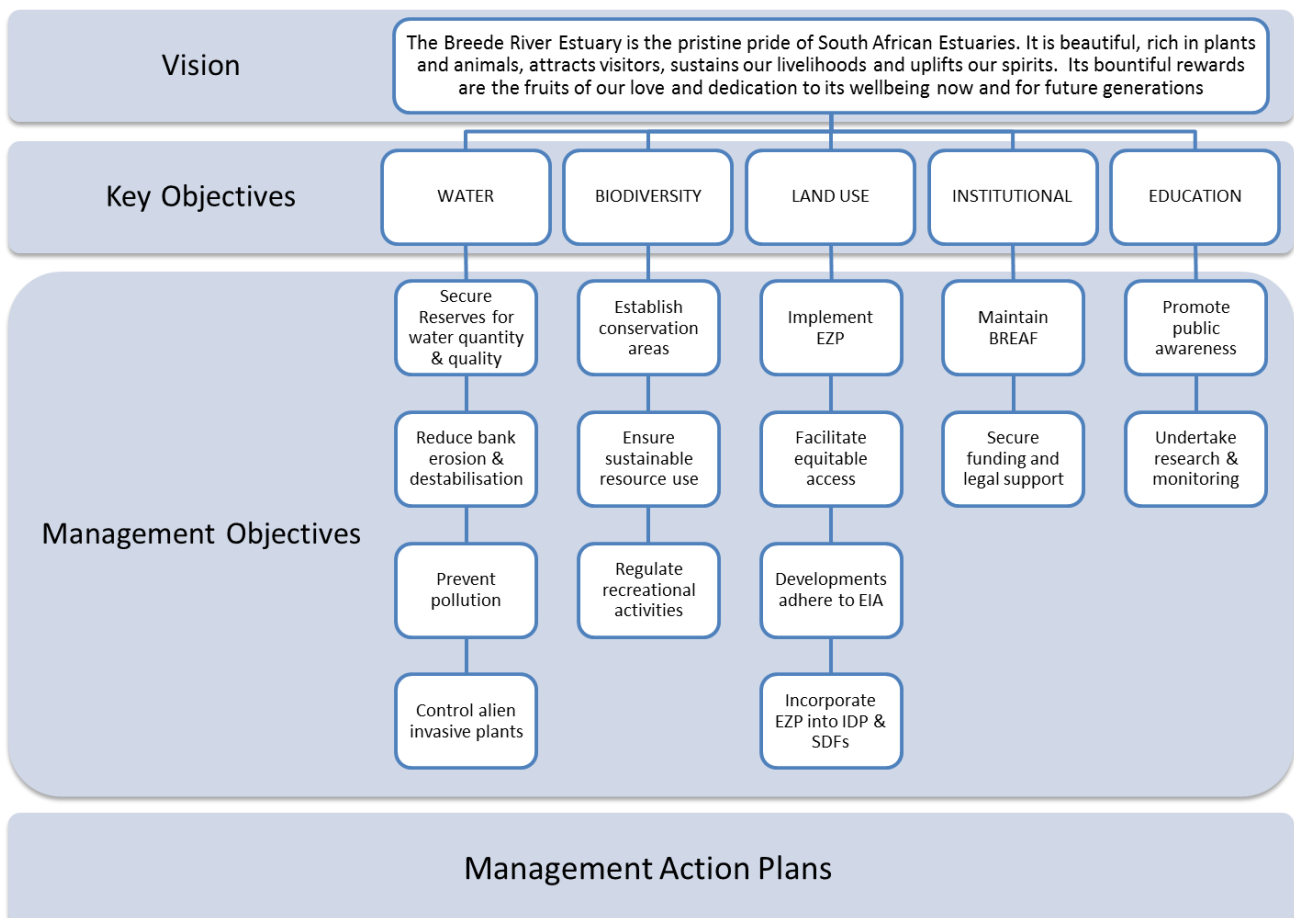 Vision
The Breede River Estuary is the pristine pride of South African Estuaries. It is beautiful, rich in plants
and animals, attracts visitors, sustains our livelihoods and uplifts our spirits. Its bountiful rewards
are the fruits of our love and dedication to its wellbeing now and for future generations
Key Objectives
WATER
BIODIVERSITY
LAND USE
INSTITUTIONAL
EDUCATION
Management Objectives
Secure
Reserves for
water quantity
& quality
Reduce bank
erosion &
destabilisation
Prevent
pollution
Control alien
invasive plants
Establish
conservation
areas
Ensure
sustainable
resource use
Regulate
recreational
activities
Implement
EZP
Facilitate
equitable
access
Developments
adhere to EIA
Incorporate
EZP into IDP &
SDFs
Maintain
BREAF
Secure
funding and
legal support
Promote
public
awareness
Undertake
research &
monitoring
Management Action Plans